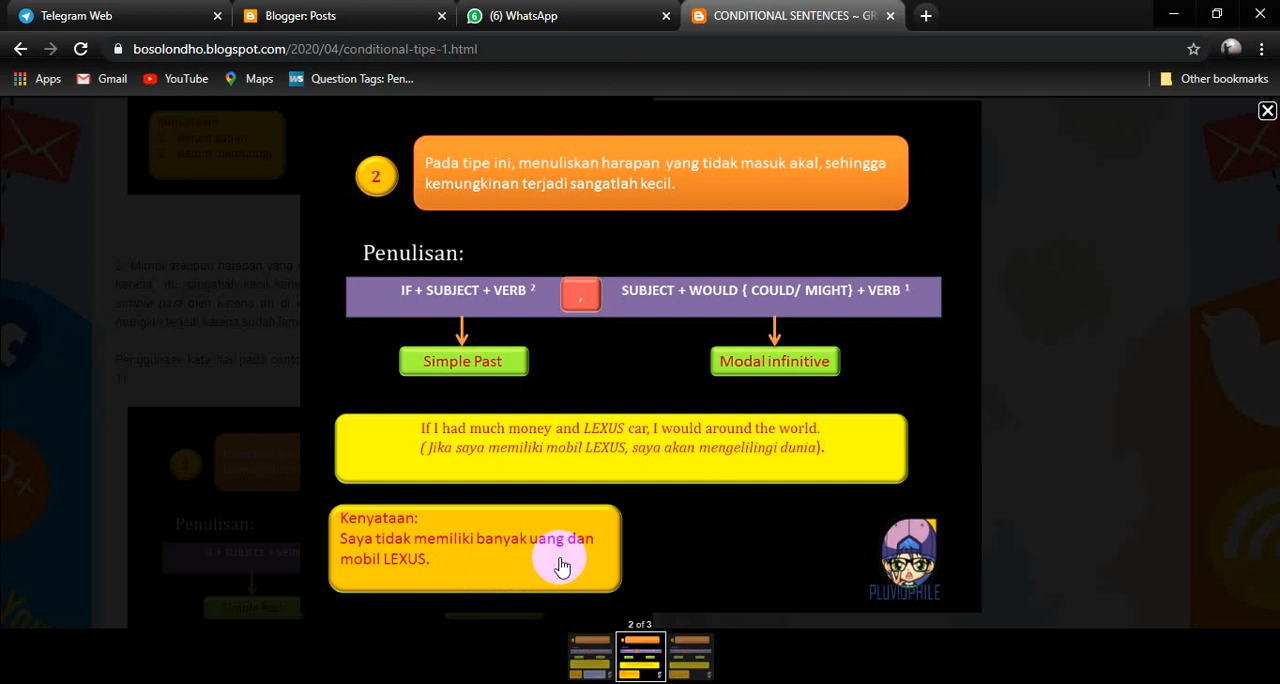 Telegram Web
Blogger: Posts
(6) WhatsApp
CONDITIONAL SENTENCES ~ GR
bosolondho.blogspot.com/2020/04/conditional-tipe-1.html
Apps
Gmail
YouTube
Maps
Question Tags: Pen...
Other bookmarks
2
Pada tipe ini, menuliskan harapan yang tidak masuk akal, sehingga
kemungkinan terjadi sangatlah kecil.
Penulisan:
IF + SUBJECT + VERB 2 , SUBJECT + WOULD { COULD/ MIGHT} + VERB 1
Simple Past
Modal infinitive
If I had much money and LEXUS car, I would around the world.
( Jika saya memiliki mobil LEXUS, saya akan mengelilingi dunia).
Kenyataan:
Saya tidak memiliki banyak uang dan
mobil LEXUS.
PLUVIOPHILE
2 of 3
Penulisan:
Simple Past